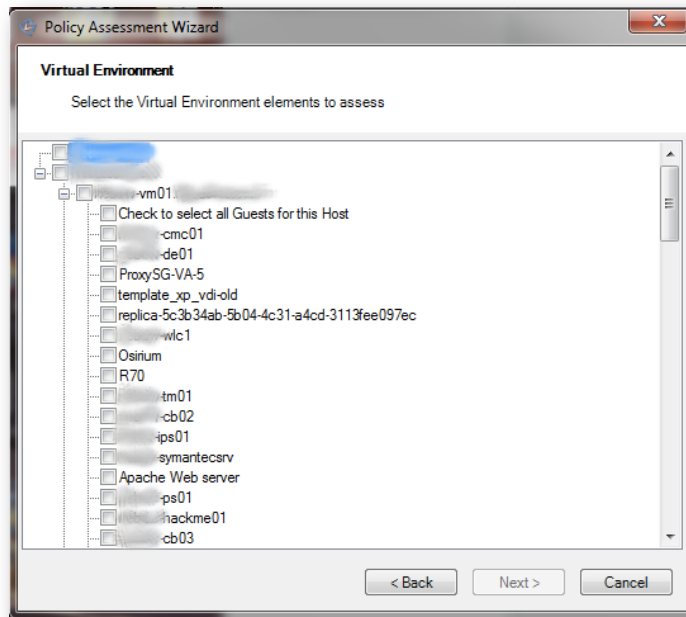 Policy Assessment Wizard
Virtual Environment
Select the Virtual Environment elements to assess
-vm01.
Check to select all Guests for this Host
-cmc01
-de01
ProxySG-VA-5
template_xp_vdi-old
replica-5c3b34ab-5b04-4c31-a4cd-3113fee097ec
-wlc1
Osirium
R70
-tm01
-cb02
-ips01
-symantecsrv
Apache Web server
-ps01
hackme01
-cb03
< Back Next > Cancel